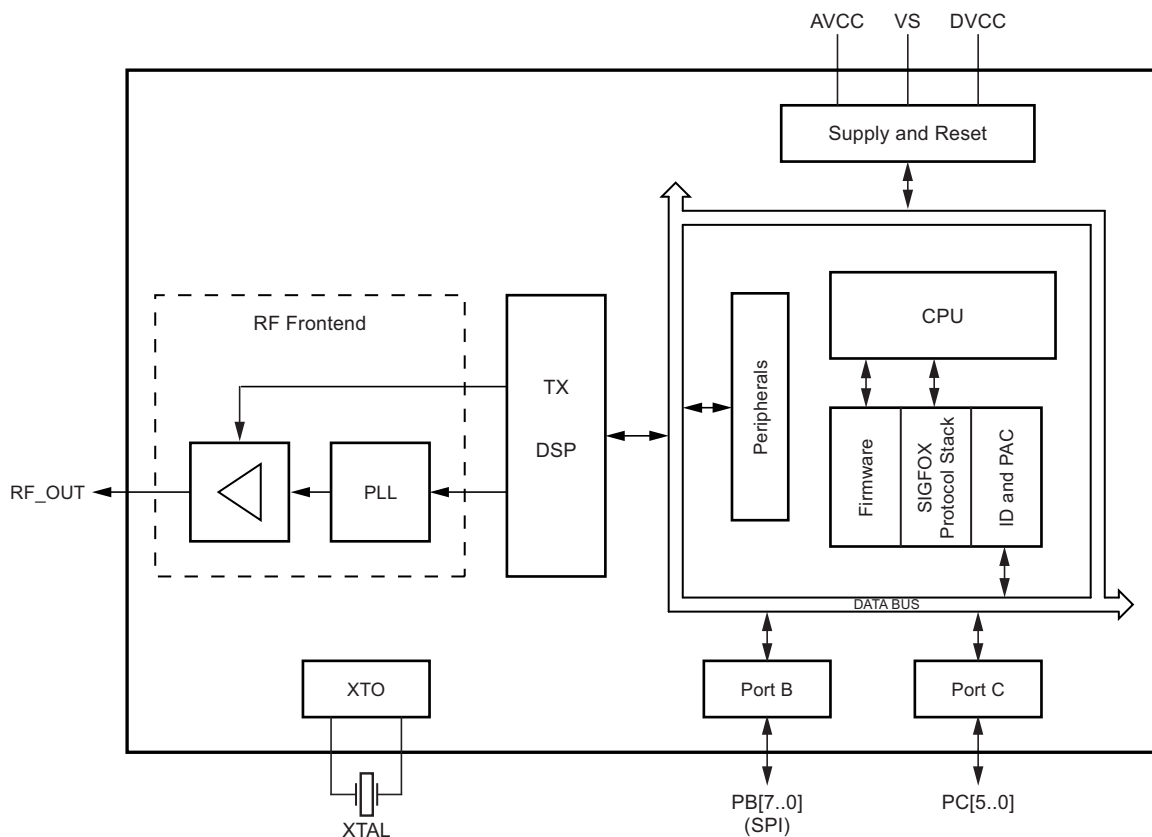 AVCC VS DVCC
Supply and Reset
RF Frontend
CPU
TX
DSP
Peripherals
Firmware
SIGFOX
Protocol Stack
ID and PAC
RF_OUT
PLL
DATA BUS
XTO
Port B
Port C
XTAL
PB[7..0]
(SPI)
PC[5..0]